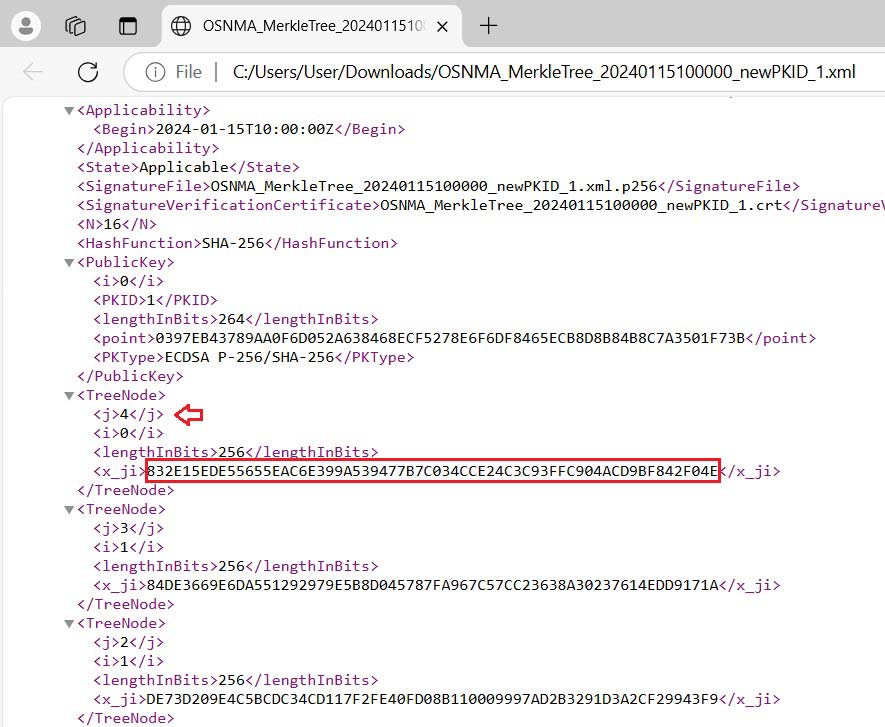 OSNMA_MerkleTree_2024011510
File
C:/Users/User/Downloads/OSNMA_MerkleTree_20240115100000_newPKID_1.xml
<Applicability>
<Begin>2024-01-15T10:00:00Z</Begin>
</Applicability>
<State>Applicable</State>
<SignatureFile>OSNMA_MerkleTree_20240115100000_newPKID_1.xml.p256</SignatureFile>
<SignatureVerificationCertificate>OSNMA_MerkleTree_20240115100000_newPKID_1.crt</Signature
<N>16</N>
<HashFunction>SHA-256</HashFunction>
<PublicKey>
<i>0</i>
<PKID>1</PKID>
<lengthInBits>264</lengthInBits>
<point>0397EB43789AA0F6D052A638468ECF5278E6F6DF8465ECB8D8B84B8C7A3501F73B</point>
<PKType>ECDSA P-256/SHA-256</PKType>
</PublicKey>
<TreeNode>
<j>4</j>
<i>0</i>
<lengthInBits>256</lengthInBits>
<x_ji>832E15EDE55655EAC6E399A539477B7C034CCE24C3C93FFC904ACD9BF842F04E</x_ji>
</TreeNode>
<TreeNode>
<j>3</j>
<i>1</i>
<lengthInBits>256</lengthInBits>
<x_ji>84DE3669E6DA551292979E5B8D045787FA967C57CC23638A30237614EDD9171A</x_ji>
</TreeNode>
<TreeNode>
<j>2</j>
<i>1</i>
<lengthInBits>256</lengthInBits>
<x_ji>DE73D209E4C5BCDC34CD117F2FE40FD08B110009997AD2B3291D3A2CF29943F9</x_ji>
</TreeNode>